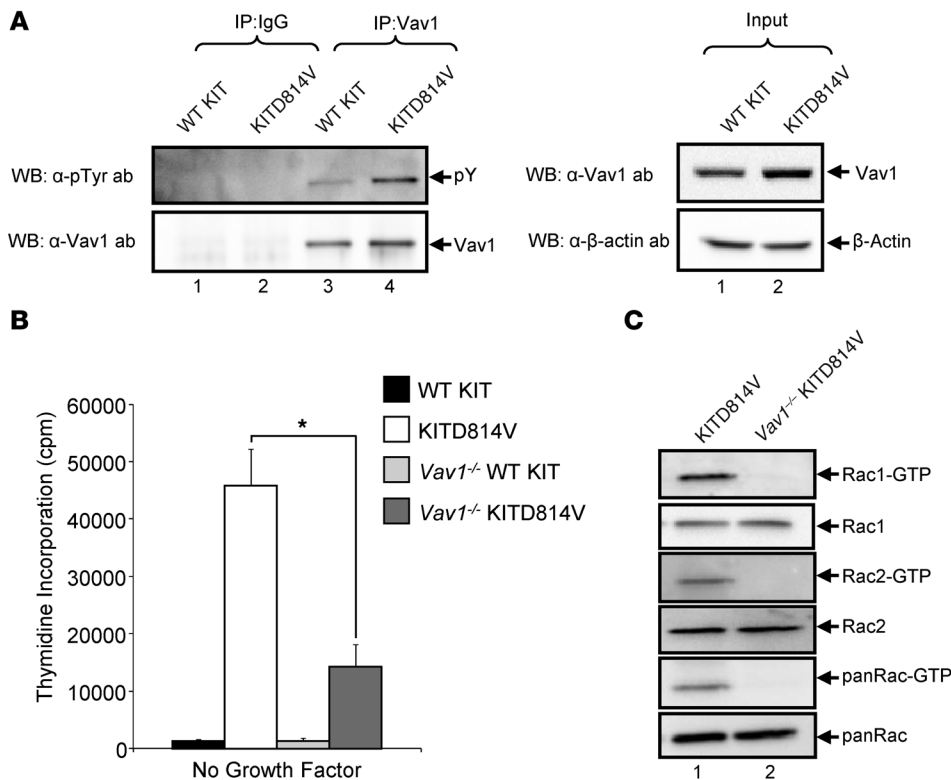 A
IP:IgG
IP:Vav1
Input
WT KIT
KITD814V
WT KIT
KITD814V
WT KIT
KITD814V
WB: α-pTyr ab
pY
WB: α-Vav1 ab
Vav1
1 2 3 4
WB: α-Vav1 ab
Vav1
WB: α-β-actin ab
β-Actin
1 2
B
Thymidine Incorporation (cpm)
60000
50000
40000
30000
20000
10000
0
*
No Growth Factor
WT KIT
KITD814V
Vav1-/- WT KIT
Vav1-/- KITD814V
C
KITD814V
Vav1-/- KITD814V
Rac1-GTP
Rac1
Rac2-GTP
Rac2
panRac-GTP
panRac
1 2